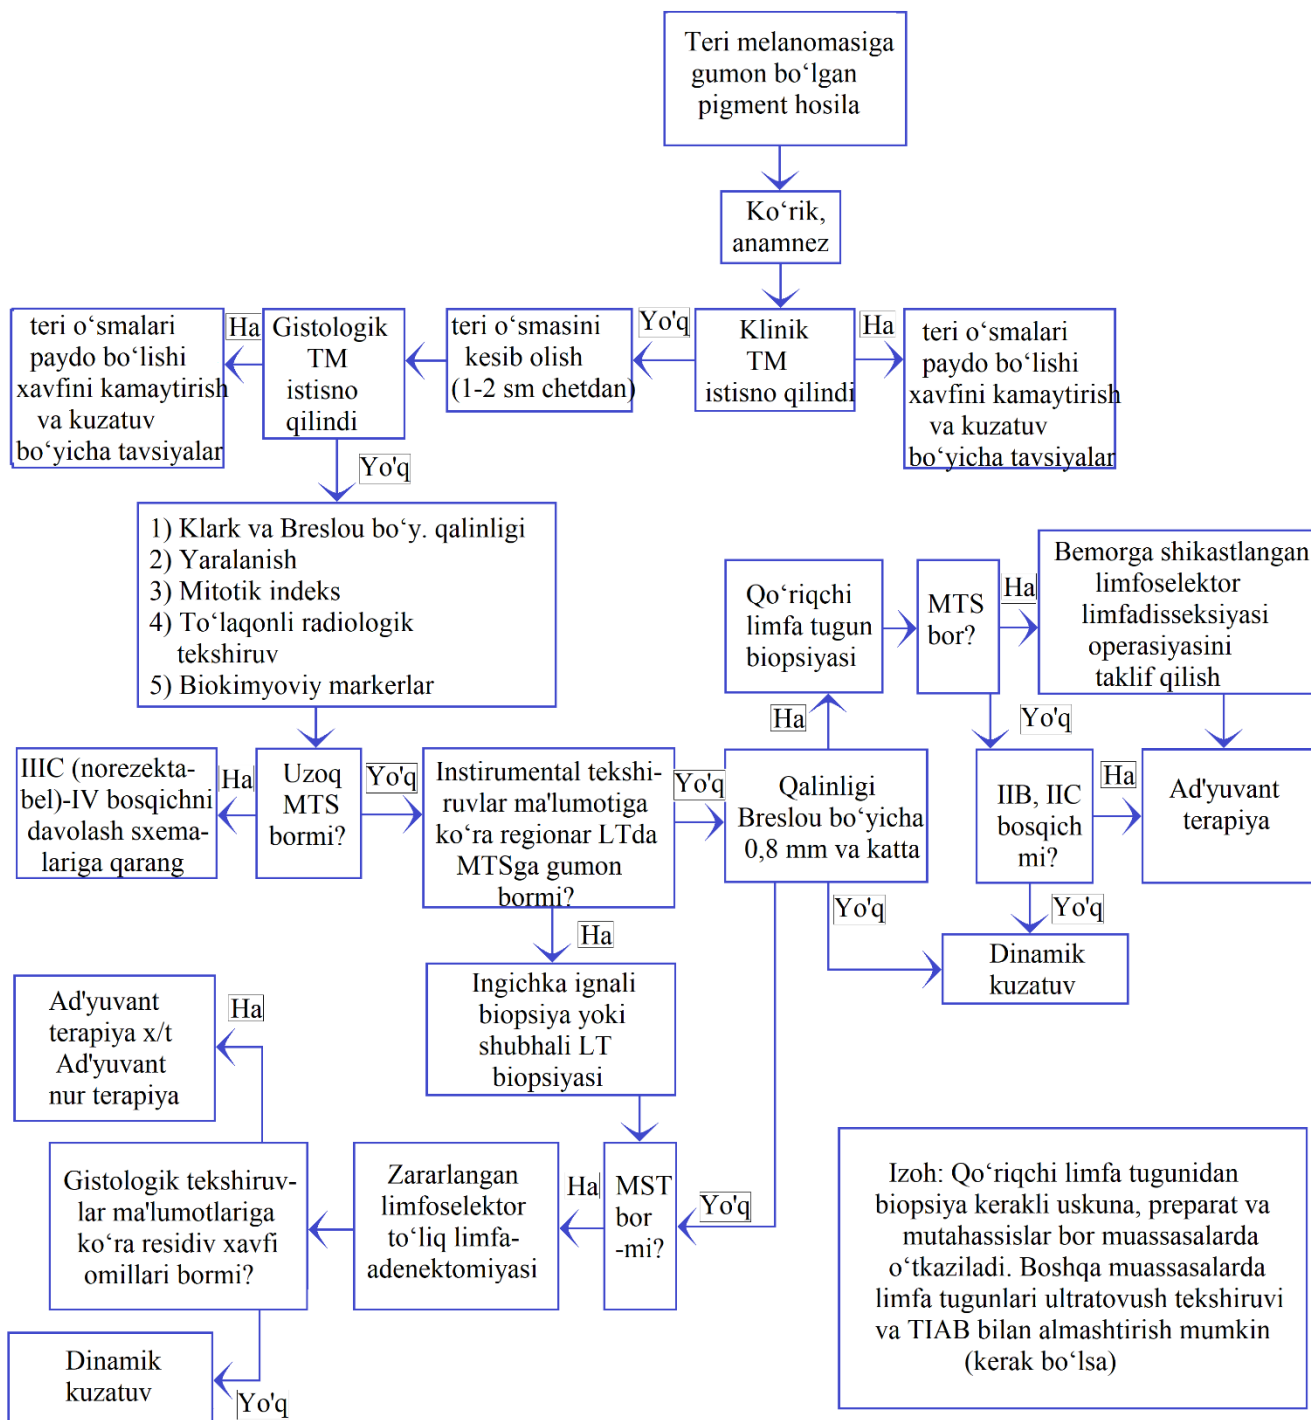 Teri melanomasiga
gumon bo‘lgan
pigment hosila
Ko‘rik,
anamnez
Klinik
TM
istisno qilindi
Ha
teri o‘smalari
paydo bo‘lishi
xavfini kamaytirish
va kuzatuv
bo‘yicha tavsiyalar
Yo'q
teri o‘smasini
kesib olish
(1-2 sm chetdan)
Gistologik
TM
istisno
qilindi
Ha
teri o‘smalari
paydo bo‘lishi
xavfini kamaytirish
va kuzatuv
bo‘yicha tavsiyalar
Yo'q
1) Klark va Breslou bo‘y. qalinligi
2) Yaralanish
3) Mitotik indeks
4) To‘laqonli radiologik
tekshiruv
5) Biokimyoviy markerlar
Uzoq
MTS
bormi?
Ha
IIIC (norezekta-
bel)-IV bosqichni
davolash sxema-
lariga qarang
Yo'q
Instirumental tekshi-
ruvlar ma'lumotiga
ko‘ra regionar LTda
MTSga gumon
bormi?
Yo'q
Qalinligi
Breslou bo‘yicha
0,8 mm va katta
Ha
Qo‘riqchi
limfa tugun
biopsiyasi
MTS
bor?
Ha
Bemorga shikastlangan
limfoselektor
limfadisseksiyasi
operasiyasini
taklif qilish
Yo'q
IIB, IIC
bosqich
mi?
Ha
Ad'yuvant
terapiya
Yo'q
Yo'q
Dinamik
kuzatuv
Ha
Ingichka ignali
biopsiya yoki
shubhali LT
biopsiyasi
Yo'q
MST
bor
-mi?
Ha
Zararlangan
limfoselektor
to‘liq limfa-
adenektomiyasi
Gistologik tekshiruv-
lar ma'lumotlariga
ko‘ra residiv xavfi
omillari bormi?
Ha
Ad'yuvant
terapiya x/t
Ad'yuvant
nur terapiya
Yo'q
Dinamik
kuzatuv
Izoh: Qo‘riqchi limfa tugunidan
biopsiya kerakli uskuna, preparat va
mutahassislar bor muassasalarda
o‘tkaziladi. Boshqa muassasalarda
limfa tugunlari ultratovush tekshiruvi
va TIAB bilan almashtirish mumkin
(kerak bo‘lsa)